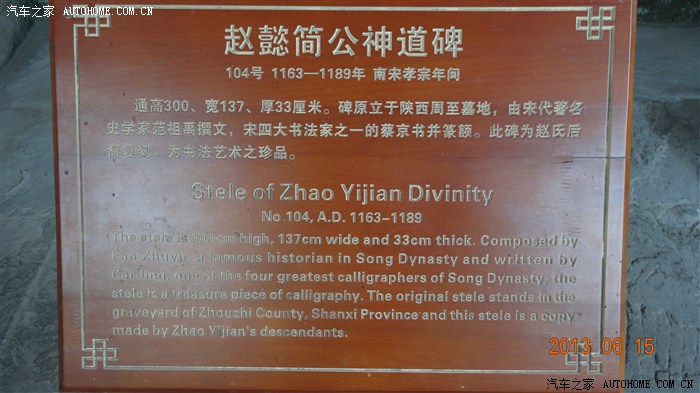 汽车之家 AUTOHOME.COM.CN
赵懿简公神道碑
104号 1163—1189年 南宋孝宗年间
通高300、宽137、厚33厘米。碑原立于陕西周至墓地，由宋代著名
史学家范祖禹撰文，宋四大书法家之一的蔡京书并篆额。此碑为赵氏后
裔复刻，为书法艺术之珍品。
Stele of Zhao Yijian Divinity
No 104, A.D. 1163-1189
The stele is cm high, 137cm wide and 33cm thick. Composed by
a famous historian in Song Dynasty and written by
Cai Jing, one of the four greatest calligraphers of Song Dynasty, the
stele is a treasure piece of calligraphy. The original stele stands in the
graveyard of Zhouzhi County, Shanxi Province and this stele is a copy
made by Zhao Yijian's descendants.
2013 06 15
汽车之家 AUTOHOME.COM.CN